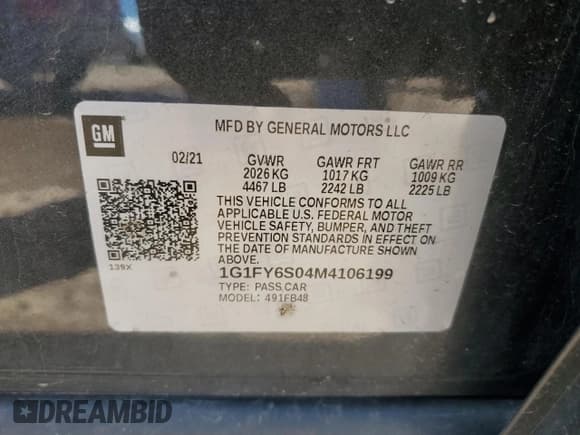 GM
MFD BY GENERAL MOTORS LLC
02/21 GVWR GAWR FRT GAWR RR
2026 KG 1017 KG 1009 KG
4467 LB 2242 LB 2225 LB
THIS VEHICLE CONFORMS TO ALL
APPLICABLE U.S. FEDERAL MOTOR
VEHICLE SAFETY, BUMPER, AND THEFT
PREVENTION STANDARDS IN EFFECT ON
THE DATE OF MANUFACTURE SHOWN
ABOVE.
139X
1G1FY6S04M4106199
TYPE: PASS.CAR
MODEL: 491FB48
DREAMBID